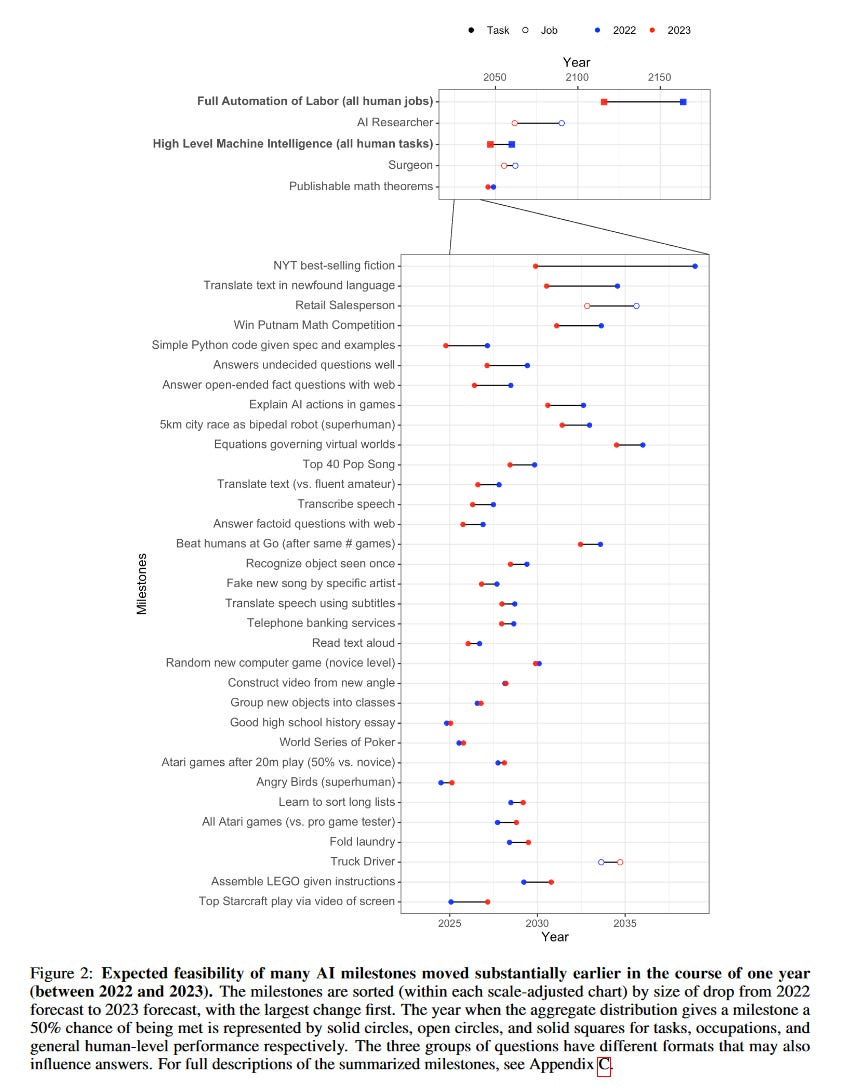 Task Job 2022 2023
Year
2050 2100 2150
Full Automation of Labor (all human jobs)
AI Researcher
High Level Machine Intelligence (all human tasks)
Surgeon
Publishable math theorems
NYT best-selling fiction
Translate text in newfound language
Retail Salesperson
Win Putnam Math Competition
Simple Python code given spec and examples
Answers undecided questions well
Answer open-ended fact questions with web
Explain AI actions in games
5km city race as bipedal robot (superhuman)
Equations governing virtual worlds
Top 40 Pop Song
Translate text (vs. fluent amateur)
Transcribe speech
Answer factoid questions with web
Beat humans at Go (after same # games)
Recognize object seen once
Fake new song by specific artist
Translate speech using subtitles
Telephone banking services
Read text aloud
Random new computer game (novice level)
Construct video from new angle
Group new objects into classes
Good high school history essay
World Series of Poker
Atari games after 20m play (50% vs. novice)
Angry Birds (superhuman)
Learn to sort long lists
All Atari games (vs. pro game tester)
Fold laundry
Truck Driver
Assemble LEGO given instructions
Top Starcraft play via video of screen
Milestones
2025 2030 2035
Year
Figure 2: Expected feasibility of many AI milestones moved substantially earlier in the course of one year
(between 2022 and 2023). The milestones are sorted (within each scale-adjusted chart) by size of drop from 2022
forecast to 2023 forecast, with the largest change first. The year when the aggregate distribution gives a milestone a
50% chance of being met is represented by solid circles, open circles, and solid squares for tasks, occupations, and
general human-level performance respectively. The three groups of questions have different formats that may also
influence answers. For full descriptions of the summarized milestones, see Appendix C.